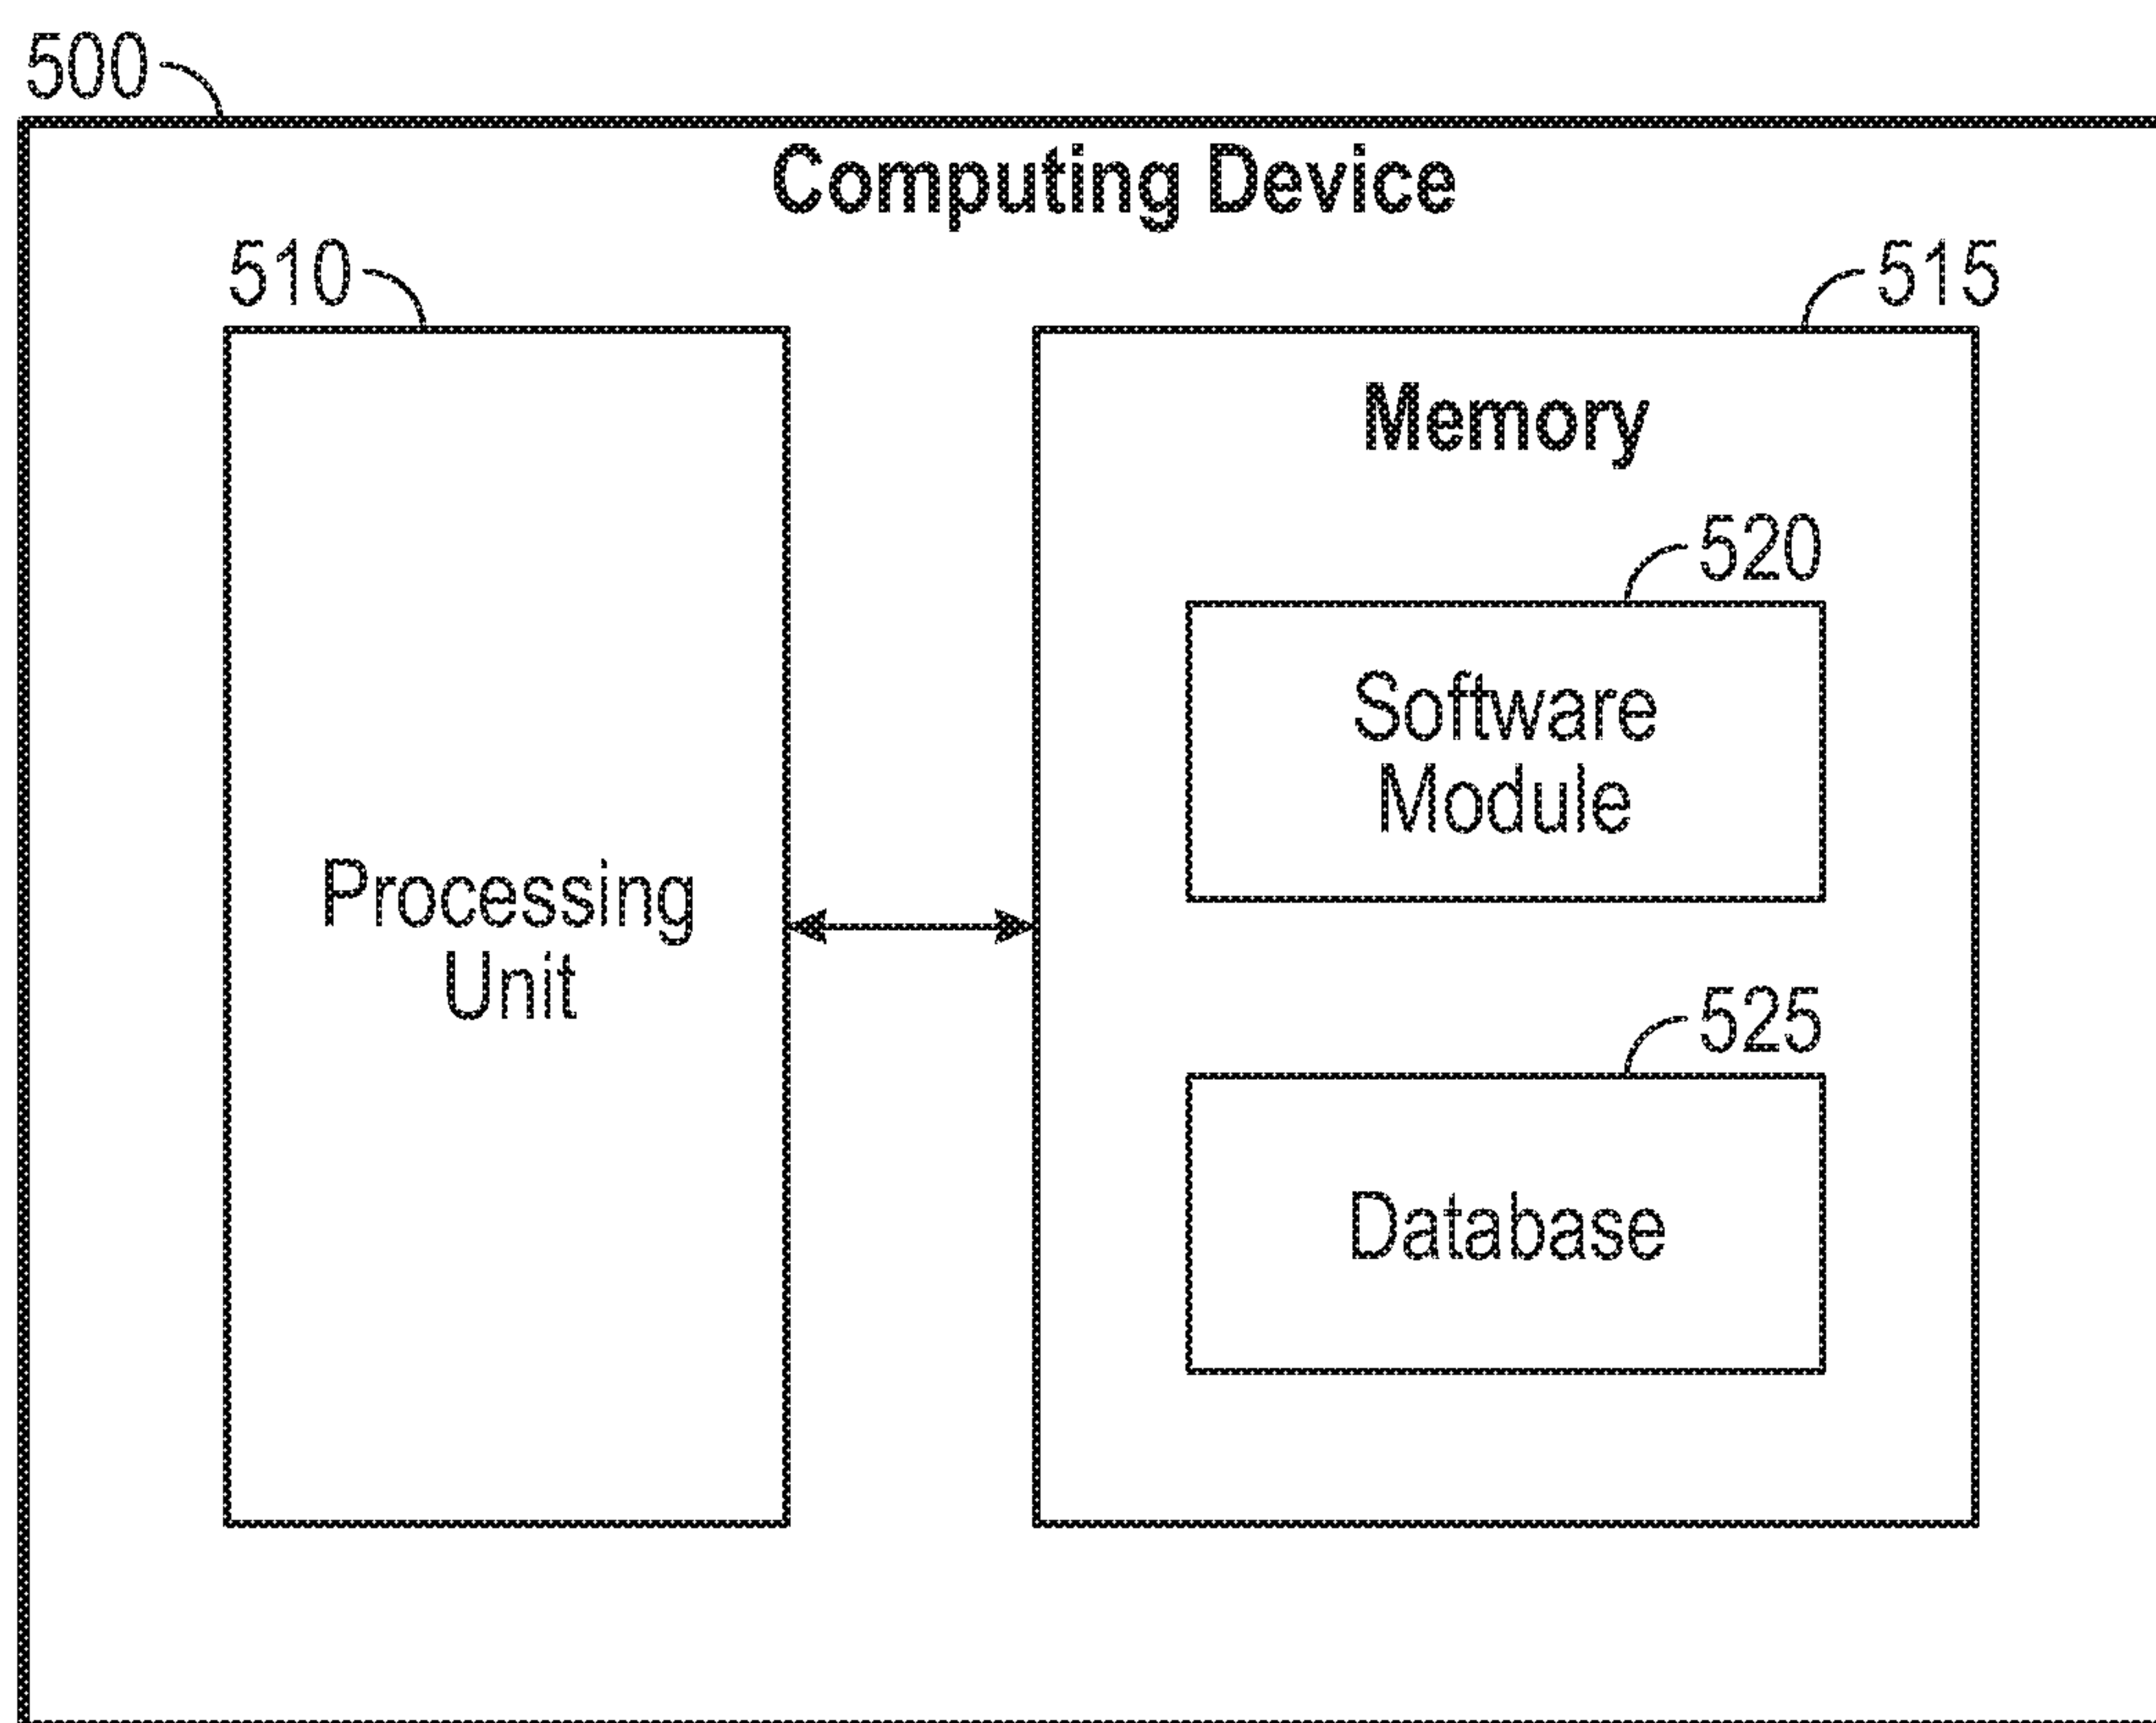 500
Computing Device
510
515
Memory
520
Software
Module
Processing
Unit
525
Database